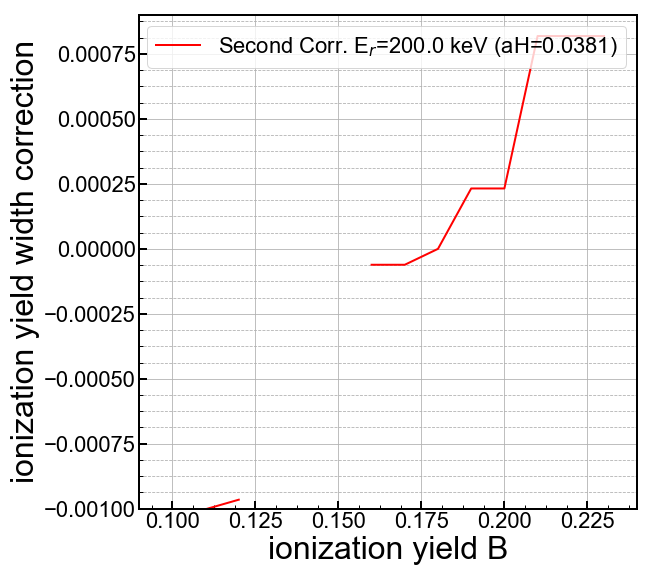 Second Corr. E_r=200.0 keV (aH=0.0381)
ionization yield width correction
0.00075
0.00050
0.00025
0.00000
−0.00025
−0.00050
−0.00075
−0.00100
0.100 0.125 0.150 0.175 0.200 0.225
ionization yield B